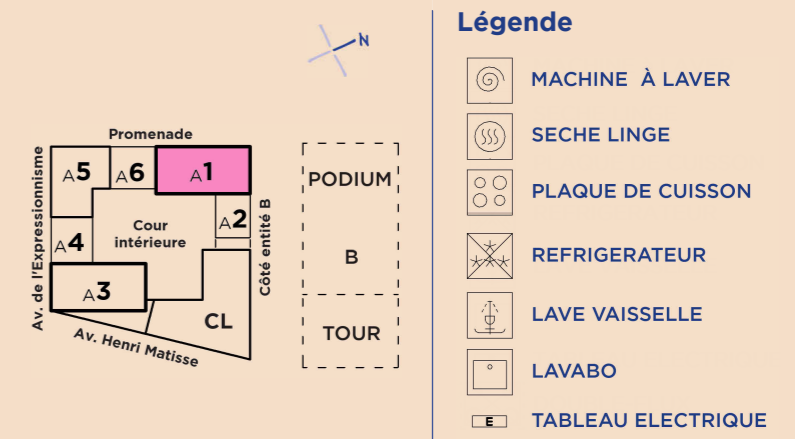 N
Promenade
A5
A6
A1
A2
A4
A3
Cour
intérieure
CL
Av. de l'Expressionnisme
Côté entité B
Av. Henri Matisse
PODIUM
B
TOUR
Légende
MACHINE À LAVER
SECHE LINGE
PLAQUE DE CUISSON
REFRIGERATEUR
LAVE VAISSELLE
LAVABO
E TABLEAU ELECTRIQUE